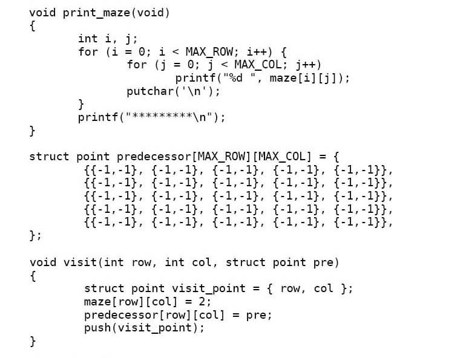 void print_maze(void)
{
int i, j;
for (i = 0; i < MAX_ROW; i++) {
for (j = 0; j < MAX_COL; j++)
printf("%d ", maze[i][j]);
putchar('\n');
}
printf("*********\n");
}
struct point predecessor[MAX_ROW][MAX_COL] = {
{{-1,-1}, {-1,-1}, {-1,-1}, {-1,-1}, {-1,-1}},
{{-1,-1}, {-1,-1}, {-1,-1}, {-1,-1}, {-1,-1}},
{{-1,-1}, {-1,-1}, {-1,-1}, {-1,-1}, {-1,-1}},
{{-1,-1}, {-1,-1}, {-1,-1}, {-1,-1}, {-1,-1}},
{{-1,-1}, {-1,-1}, {-1,-1}, {-1,-1}, {-1,-1}},
};
void visit(int row, int col, struct point pre)
{
struct point visit_point = { row, col };
maze[row][col] = 2;
predecessor[row][col] = pre;
push(visit_point);
}